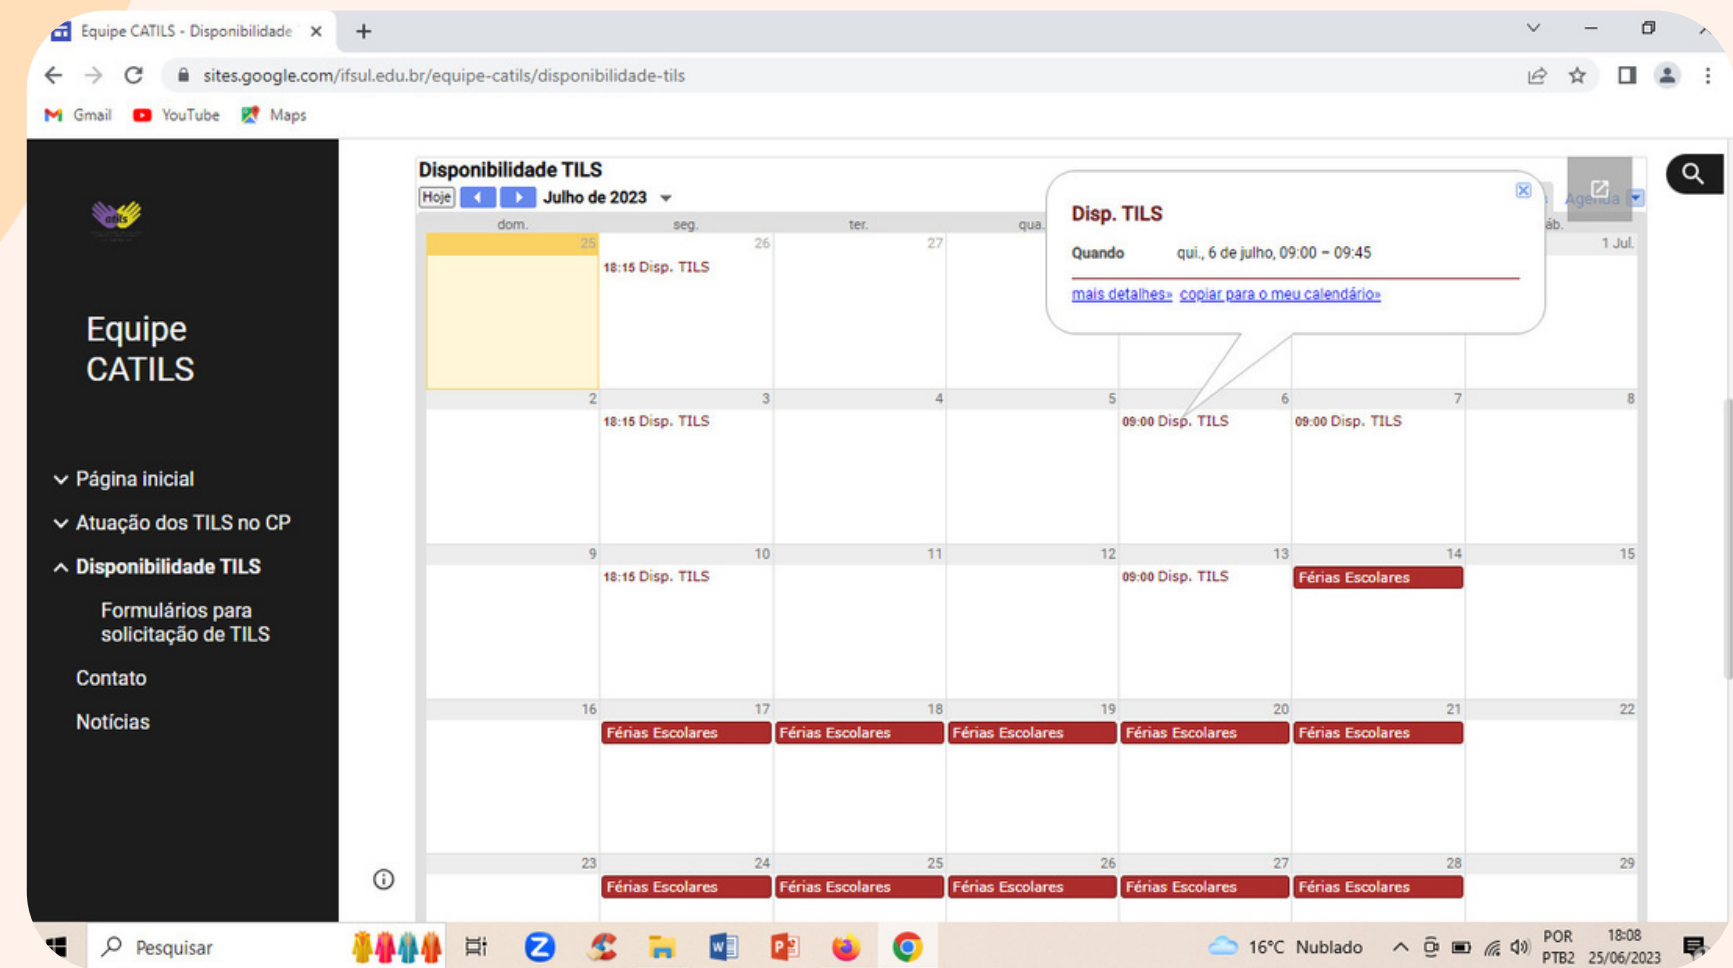 Equipe CATILS - Disponibilidade
sites.google.com/ifsul.edu.br/equipe-catils/disponibilidade-tils
Gmail YouTube Maps
catils
Equipe
CATILS
Página inicial
Atuação dos TILS no CP
Disponibilidade TILS
Formulários para
solicitação de TILS
Contato
Notícias
Disponibilidade TILS
Hoje Julho de 2023
Agenda
dom. seg. ter. qua. áb.
25 26 27 1 Jul.
18:15 Disp. TILS
Disp. TILS
Quando qui., 6 de julho, 09:00 – 09:45
mais detalhes» copiar para o meu calendário»
2 3 4 5 6 7 8
18:15 Disp. TILS 09:00 Disp. TILS 09:00 Disp. TILS
9 10 11 12 13 14 15
18:15 Disp. TILS 09:00 Disp. TILS Férias Escolares
16 17 18 19 20 21 22
Férias Escolares Férias Escolares Férias Escolares Férias Escolares Férias Escolares
23 24 25 26 27 28 29
Férias Escolares Férias Escolares Férias Escolares Férias Escolares Férias Escolares
Pesquisar
16°C Nublado
POR 18:08
PTB2 25/06/2023